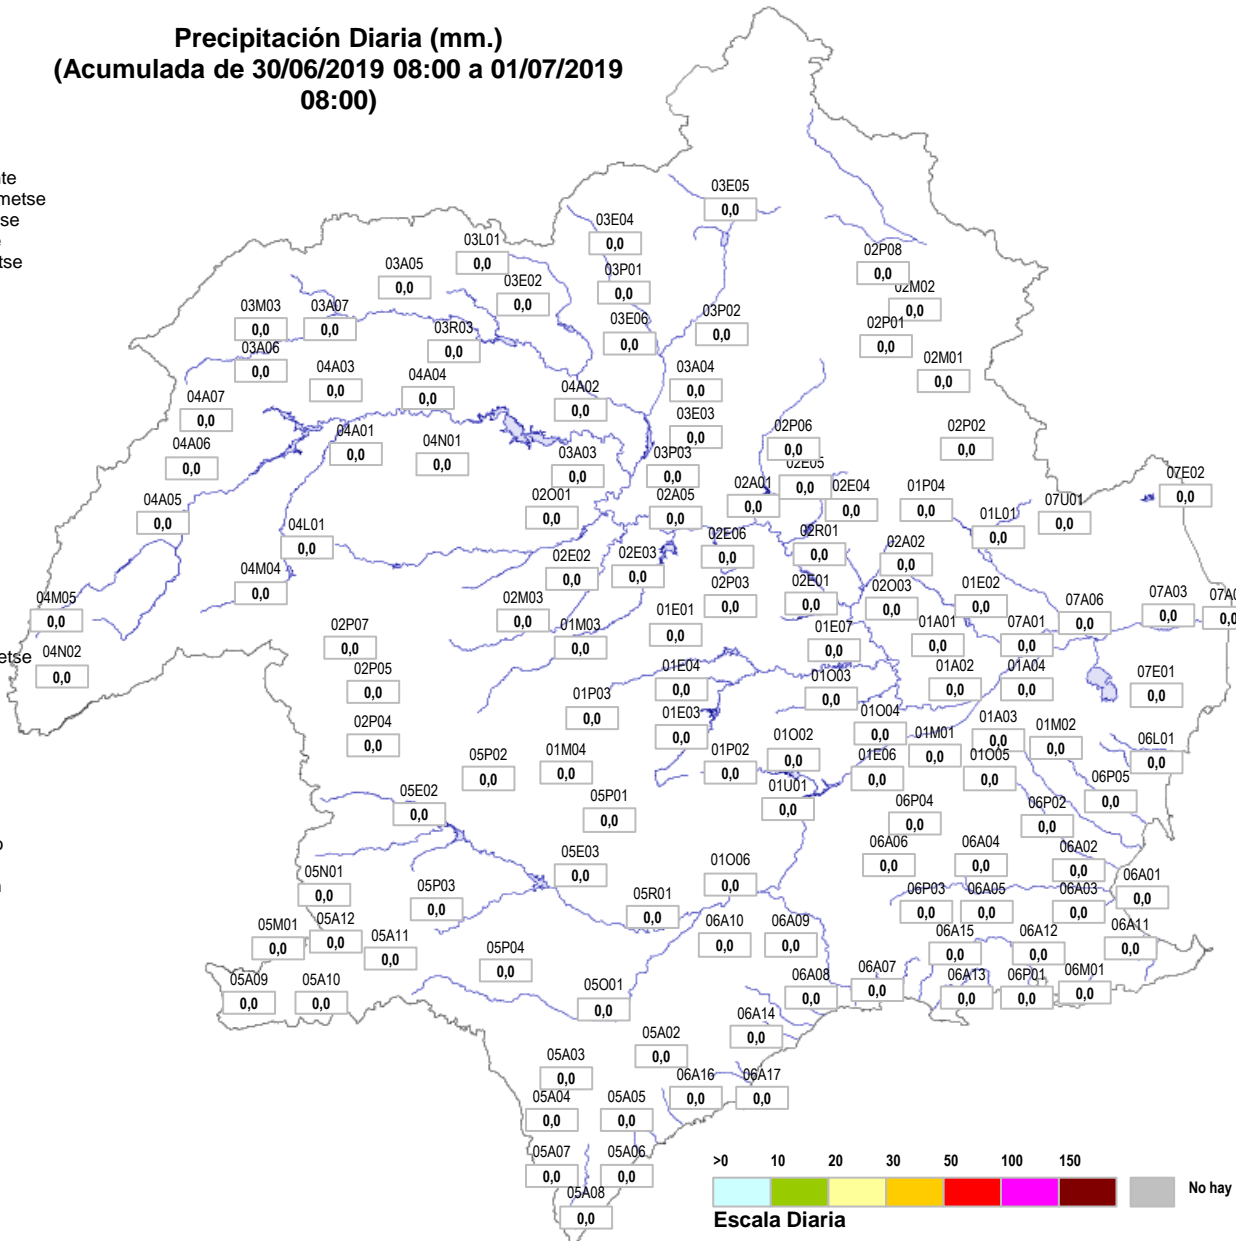 Precipitación Diaria (mm.)
(Acumulada de 30/06/2019 08:00 a 01/07/2019
08:00)
03E05
0,0
03E04
0,0
03L01
0,0
02P08
0,0
03A05
0,0
03P01
0,0
03E02
0,0
02M02
0,0
03M03
0,0
03A07
0,0
03R03
0,0
03E06
0,0
03P02
0,0
02P01
0,0
03A06
0,0
04A03
0,0
04A04
0,0
03A04
0,0
02M01
0,0
04A07
0,0
04A02
0,0
03E03
0,0
04A06
0,0
04A01
0,0
04N01
0,0
03A03
0,0
03P03
0,0
02P06
0,0
02P02
0,0
02E05
0,0
07E02
0,0
04A05
0,0
02O01
0,0
02A05
0,0
02A01
0,0
02E04
0,0
01P04
0,0
07U01
0,0
01L01
0,0
04L01
0,0
02E06
0,0
02R01
0,0
02A02
0,0
02E02
0,0
02E03
0,0
04M04
0,0
02P03
0,0
02E01
0,0
02O03
0,0
01E02
0,0
04M05
0,0
02M03
0,0
01E01
0,0
07A06
0,0
07A03
0,0
02P07
0,0
01M03
0,0
01E07
0,0
01A01
0,0
07A01
0,0
etse
04N02
0,0
02P05
0,0
01E04
0,0
01O03
0,0
01A02
0,0
01A04
0,0
07E01
0,0
01P03
0,0
02P04
0,0
01E03
0,0
01O04
0,0
01A03
0,0
01M02
0,0
05P02
0,0
01M04
0,0
01P02
0,0
01O02
0,0
01M01
0,0
01E06
0,0
01O05
0,0
06L01
0,0
05E02
0,0
05P01
0,0
01U01
0,0
06P04
0,0
06P02
0,0
06P05
0,0
05E03
0,0
01O06
0,0
06A06
0,0
06A04
0,0
06A02
0,0
05N01
0,0
05P03
0,0
05R01
0,0
06P03
0,0
06A05
0,0
06A03
0,0
06A01
0,0
05M01
0,0
05A12
0,0
05A11
0,0
05P04
0,0
06A10
0,0
06A09
0,0
06A15
0,0
06A12
0,0
06A11
0,0
05A09
0,0
05A10
0,0
05O01
0,0
06A08
0,0
06A07
0,0
06A13
0,0
06P01
0,0
06M01
0,0
06A14
0,0
05A02
0,0
05A03
0,0
06A16
0,0
06A17
0,0
05A04
0,0
05A05
0,0
05A07
0,0
05A06
0,0
05A08
0,0
>0 10 20 30 50 100 150
No hay
Escala Diaria